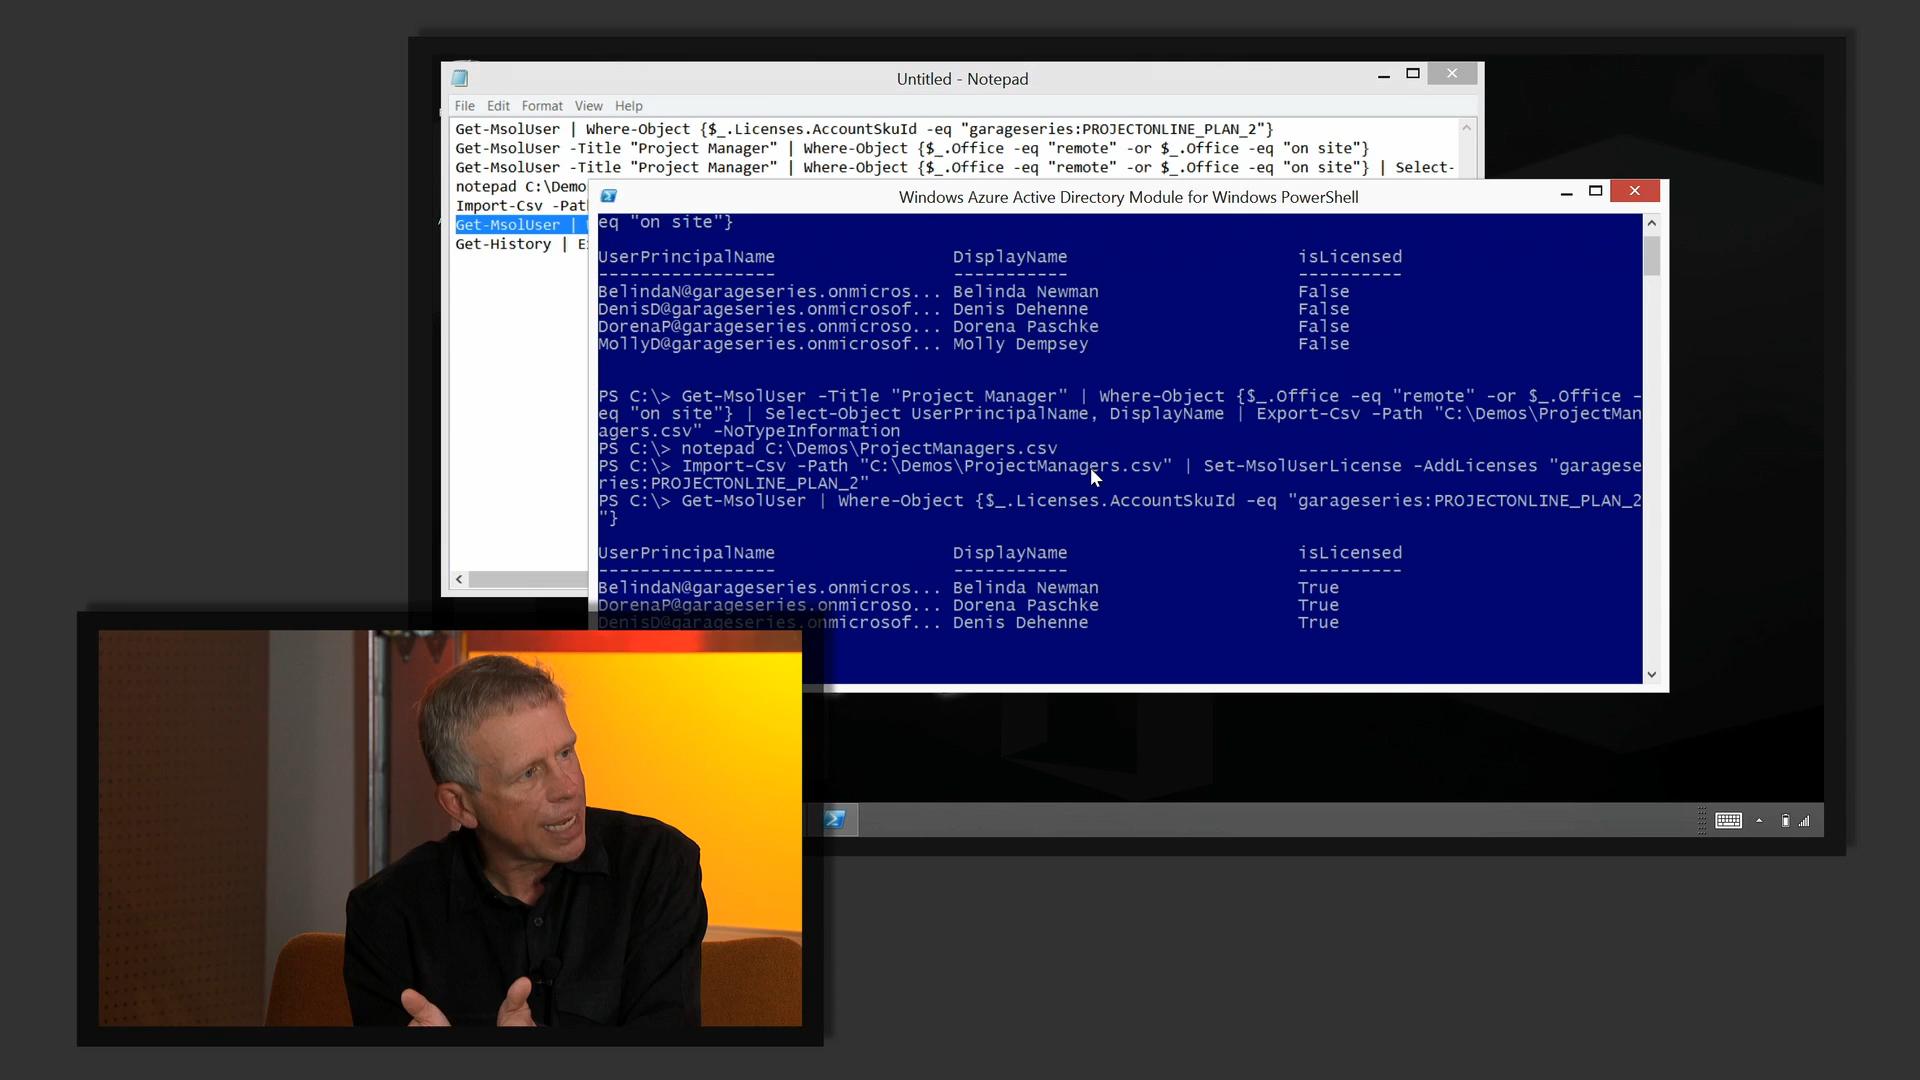 Untitled - Notepad
File Edit Format View Help
Get-MsolUser | Where-Object {$_.Licenses.AccountSkuId -eq "garageseries:PROJECTONLINE_PLAN_2"}
Get-MsolUser -Title "Project Manager" | Where-Object {$_.Office -eq "remote" -or $_.Office -eq "on site"}
Get-MsolUser -Title "Project Manager" | Where-Object {$_.Office -eq "remote" -or $_.Office -eq "on site"} | Select-
notepad C:\Demo
Import-Csv -Pat
Get-MsolUser |
Get-History | E
Windows Azure Active Directory Module for Windows PowerShell
eq "on site"}
UserPrincipalName DisplayName isLicensed
----------------- ----------- ----------
BelindaN@garageseries.onmicros... Belinda Newman False
DenisD@garageseries.onmicrosof... Denis Dehenne False
DorenaP@garageseries.onmicroso... Dorena Paschke False
MollyD@garageseries.onmicrosof... Molly Dempsey False
PS C:\> Get-MsolUser -Title "Project Manager" | Where-Object {$_.Office -eq "remote" -or $_.Office -
eq "on site"} | Select-Object UserPrincipalName, DisplayName | Export-Csv -Path "C:\Demos\ProjectMan
agers.csv" -NoTypeInformation
PS C:\> notepad C:\Demos\ProjectManagers.csv
PS C:\> Import-Csv -Path "C:\Demos\ProjectManagers.csv" | Set-MsolUserLicense -AddLicenses "garagese
ries:PROJECTONLINE_PLAN_2"
PS C:\> Get-MsolUser | Where-Object {$_.Licenses.AccountSkuId -eq "garageseries:PROJECTONLINE_PLAN_2
"}
UserPrincipalName DisplayName isLicensed
----------------- ----------- ----------
BelindaN@garageseries.onmicros... Belinda Newman True
DorenaP@garageseries.onmicroso... Dorena Paschke True
DenisD@garageseries.onmicrosof... Denis Dehenne True